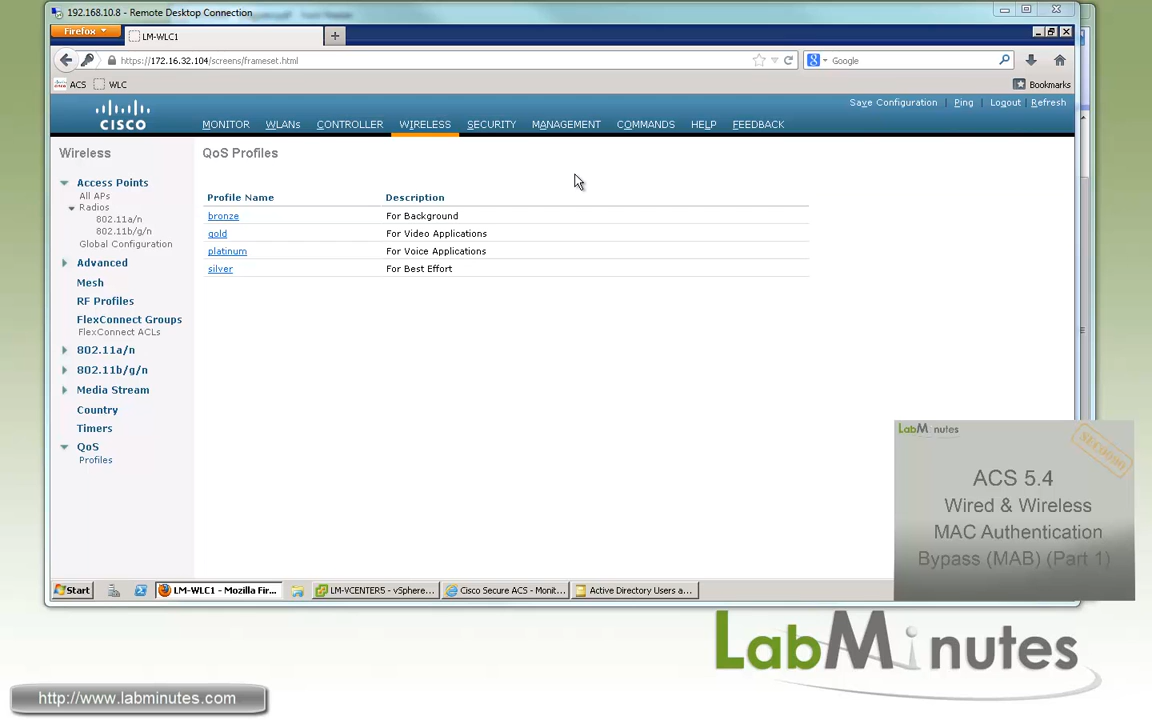 192.168.10.8 - Remote Desktop Connection
Firefox
LM-WLC1
https://172.16.32.104/screens/frameset.html
Google
ACS
WLC
Bookmarks
Save Configuration | Ping | Logout | Refresh
CISCO
MONITOR WLANs CONTROLLER WIRELESS SECURITY MANAGEMENT COMMANDS HELP FEEDBACK
Wireless
Access Points
All APs
Radios
802.11a/n
802.11b/g/n
Global Configuration
Advanced
Mesh
RF Profiles
FlexConnect Groups
FlexConnect ACLs
802.11a/n
802.11b/g/n
Media Stream
Country
Timers
QoS
Profiles
QoS Profiles
Profile Name Description
bronze For Background
gold For Video Applications
platinum For Voice Applications
silver For Best Effort
LabMinutes
SEC0090
ACS 5.4
Wired & Wireless
MAC Authentication
Bypass (MAB) (Part 1)
Start
LM-WLC1 - Mozilla Fir...
LM-VCENTER5 - vSphere...
Cisco Secure ACS - Monit...
Active Directory Users a...
LabMinutes
http://www.labminutes.com